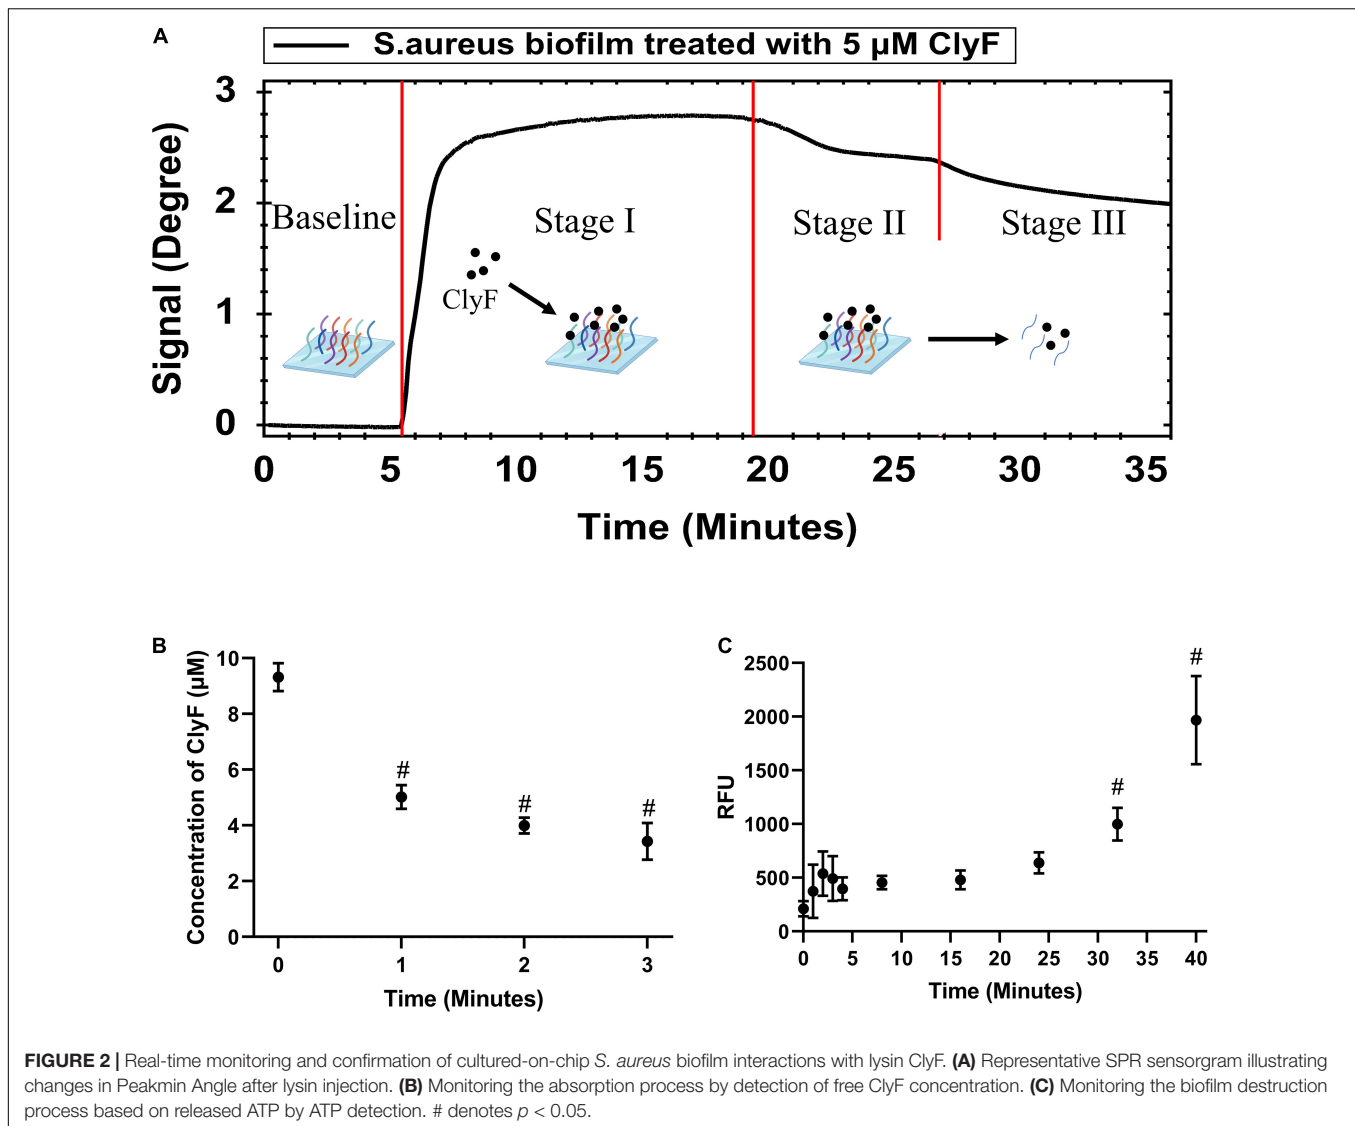 A
S.aureus biofilm treated with 5 µM ClyF
3
2
1
0
Signal (Degree)
Baseline
Stage I
Stage II
Stage III
ClyF
0 5 10 15 20 25 30 35
Time (Minutes)
B
10
8
6
4
2
0
Concentration of ClyF (µM)
# # #
0 1 2 3
Time (Minutes)
C
2500
2000
1500
1000
500
0
RFU
# #
0 5 10 15 20 25 30 35 40
Time (Minutes)
FIGURE 2 | Real-time monitoring and confirmation of cultured-on-chip S. aureus biofilm interactions with lysin ClyF. (A) Representative SPR sensorgram illustrating
changes in Peakmin Angle after lysin injection. (B) Monitoring the absorption process by detection of free ClyF concentration. (C) Monitoring the biofilm destruction
process based on released ATP by ATP detection. # denotes p < 0.05.